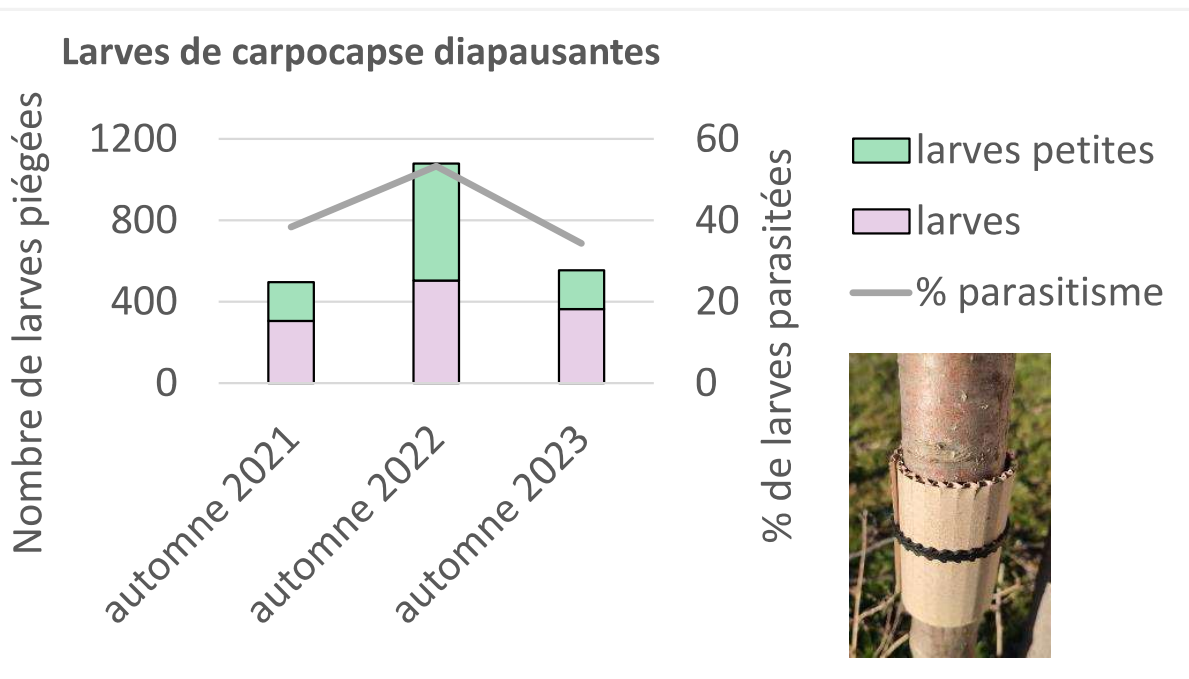 Larves de carpocapse diapausantes
Nombre de larves piégées
1200
800
400
0
automne 2021
automne 2022
automne 2023
60
40
20
0
% de larves parasitées
larves petites
larves
% parasitisme